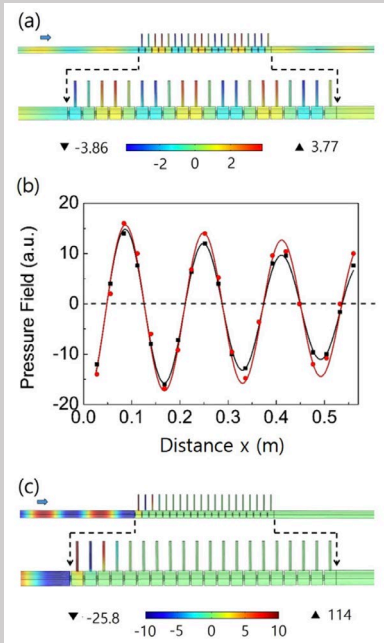 (a)
▼ -3.86
-2 0 2
▲ 3.77
(b)
Pressure Field (a.u.)
20
10
0
-10
-20
0.0 0.1 0.2 0.3 0.4 0.5
Distance x (m)
(c)
▼ -25.8
-10 -5 0 5 10
▲ 114